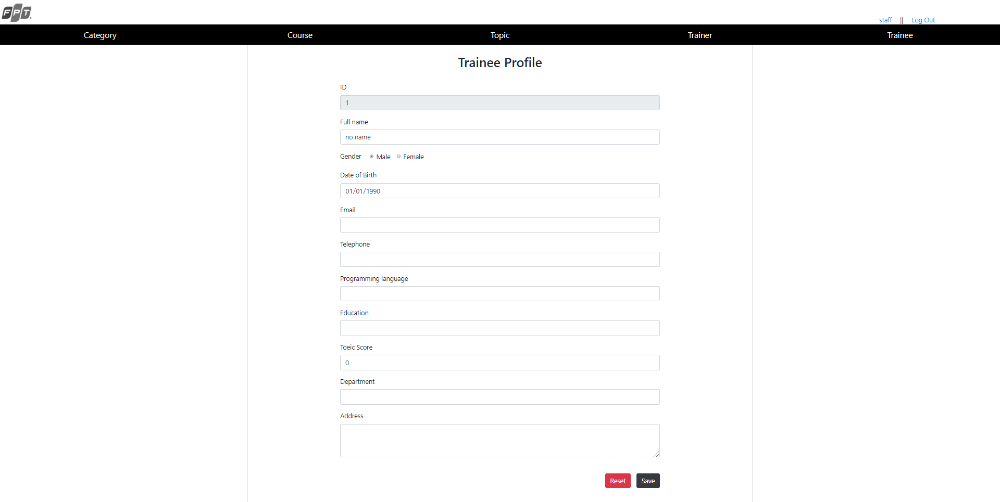 FPT
staff || Log Out
Category Course Topic Trainer Trainee
Trainee Profile
ID
1
Full name
no name
Gender Male Female
Date of Birth
01/01/1990
Email
Telephone
Programming language
Education
Toeic Score
0
Department
Address
Reset Save